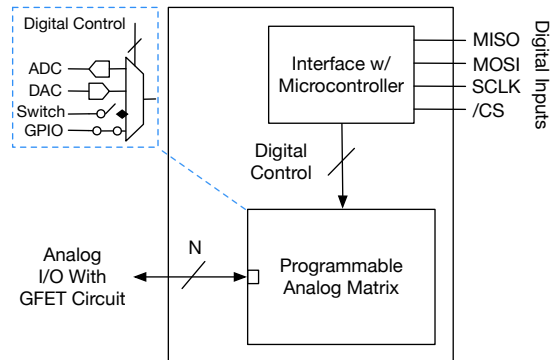 Digital Control
ADC
DAC
Switch
GPIO
Interface w/
Microcontroller
MISO
MOSI
SCLK
/CS
Digital Inputs
Digital
Control
Analog
I/O With
GFET Circuit
N
Programmable
Analog Matrix